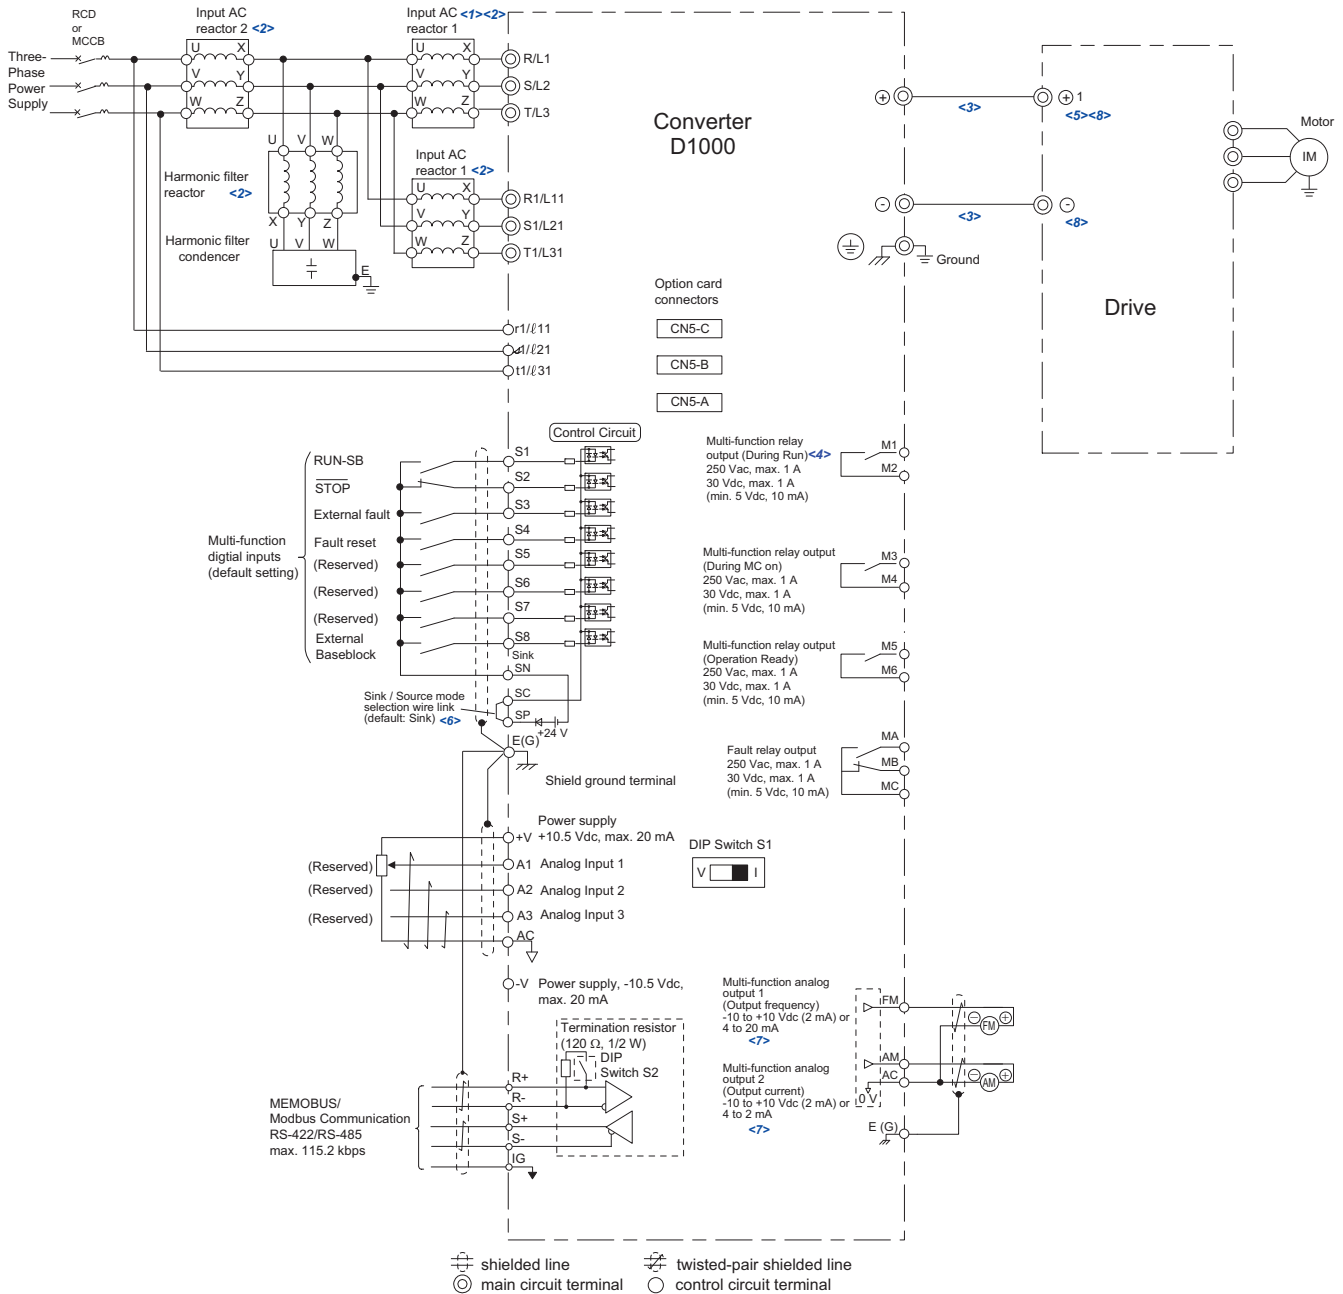 RCD
or
MCCB
Three-
Phase
Power
Supply
Input AC
reactor 2 <2>
U X
V Y
W Z
Input AC <1><2>
reactor 1
U X
V Y
W Z
R/L1
S/L2
T/L3
Converter
D1000
+
<3>
+ 1
<5><8>
Motor
IM
-
<3>
-
<8>
Ground
Drive
U V W
Harmonic filter
reactor <2>
X Y Z
Harmonic filter
condencer
U V W
E
Input AC
reactor 1 <2>
U X
V Y
W Z
R1/L11
S1/L21
T1/L31
r1/ℓ11
1/ℓ21
t1/ℓ31
Option card
connectors
CN5-C
CN5-B
CN5-A
Control Circuit
Multi-function
digtial inputs
(default setting)
RUN-SB
STOP
External fault
Fault reset
(Reserved)
(Reserved)
(Reserved)
External
Baseblock
S1
S2
S3
S4
S5
S6
S7
S8
Sink
SN
SC
SP
+24 V
Sink / Source mode
selection wire link
(default: Sink) <6>
E(G)
Shield ground terminal
Multi-function relay
output (During Run) <4>
250 Vac, max. 1 A
30 Vdc, max. 1 A
(min. 5 Vdc, 10 mA)
M1
M2
Multi-function relay output
(During MC on)
250 Vac, max. 1 A
30 Vdc, max. 1 A
(min. 5 Vdc, 10 mA)
M3
M4
Multi-function relay output
(Operation Ready)
250 Vac, max. 1 A
30 Vdc, max. 1 A
(min. 5 Vdc, 10 mA)
M5
M6
Fault relay output
250 Vac, max. 1 A
30 Vdc, max. 1 A
(min. 5 Vdc, 10 mA)
MA
MB
MC
Power supply
+V +10.5 Vdc, max. 20 mA
(Reserved) A1 Analog Input 1
(Reserved) A2 Analog Input 2
(Reserved) A3 Analog Input 3
AC
-V Power supply, -10.5 Vdc,
max. 20 mA
DIP Switch S1
V I
Multi-function analog
output 1
(Output frequency)
-10 to +10 Vdc (2 mA) or
4 to 20 mA
<7>
FM
- +
FM
Multi-function analog
output 2
(Output current)
-10 to +10 Vdc (2 mA) or
4 to 2 mA
<7>
AM
AC
0 V
- +
AM
E (G)
Termination resistor
(120 Ω, 1/2 W)
DIP
Switch S2
MEMOBUS/
Modbus Communication
RS-422/RS-485
max. 115.2 kbps
R+
R-
S+
S-
IG
shielded line
twisted-pair shielded line
main circuit terminal
control circuit terminal